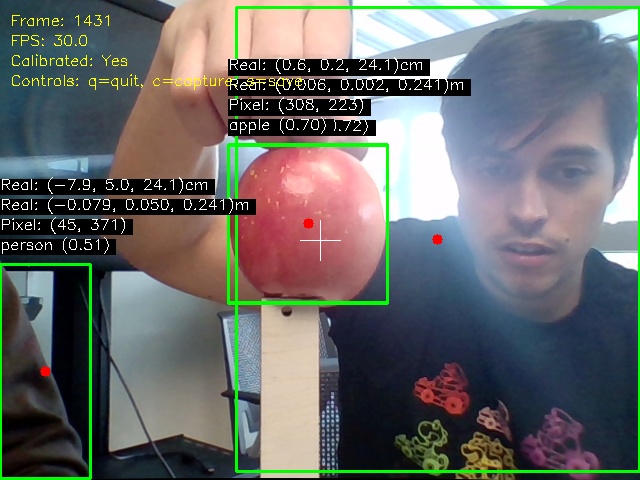 Frame: 1431
FPS: 30.0
Calibrated: Yes
Controls: q=quit, c=capture, s=save
Real: (0.6, 0.2, 24.1)cm
Real: (0.006, 0.002, 0.241)m
Pixel: (308, 223)
apple (0.70) .72)
Real: (-7.9, 5.0, 24.1)cm
Real: (-0.079, 0.050, 0.241)m
Pixel: (45, 371)
person (0.51)